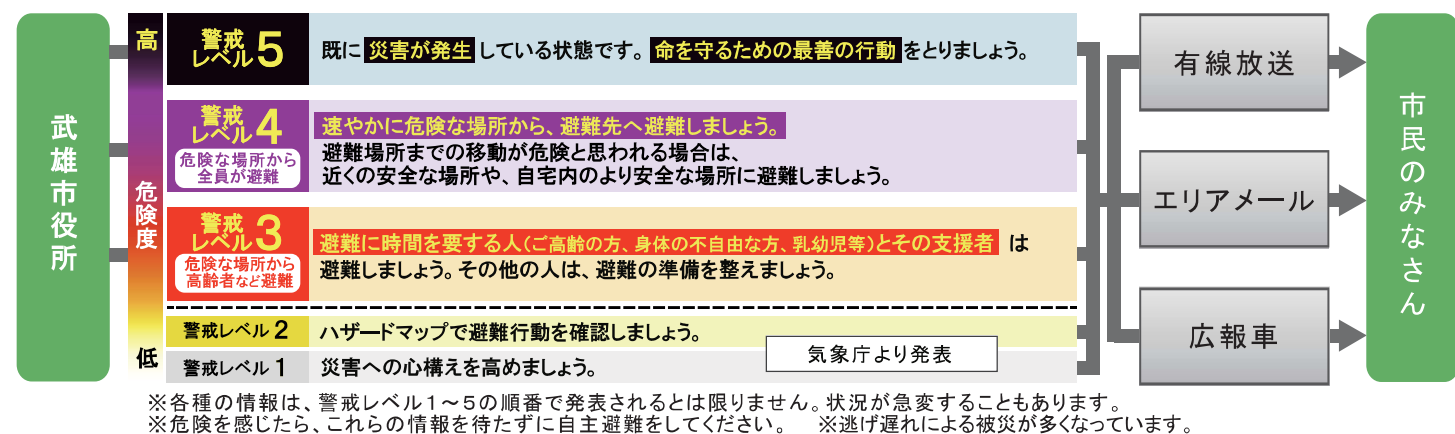 武雄市役所
高
危険度
低
警戒レベル5
既に災害が発生している状態です。命を守るための最善の行動をとりましょう。
警戒レベル4
危険な場所から
全員が避難
速やかに危険な場所から、避難先へ避難しましょう。
避難場所までの移動が危険と思われる場合は、
近くの安全な場所や、自宅内のより安全な場所に避難しましょう。
警戒レベル3
危険な場所から
高齢者など避難
避難に時間を要する人(ご高齢の方、身体の不自由な方、乳幼児等)とその支援者 は
避難しましょう。その他の人は、避難の準備を整えましょう。
警戒レベル2
ハザードマップで避難行動を確認しましょう。
警戒レベル1
災害への心構えを高めましょう。
気象庁より発表
有線放送
エリアメール
広報車
市民のみなさん
※各種の情報は、警戒レベル1~5の順番で発表されるとは限りません。状況が急変することもあります。
※危険を感じたら、これらの情報を待たずに自主避難をしてください。 ※逃げ遅れによる被災が多くなっています。